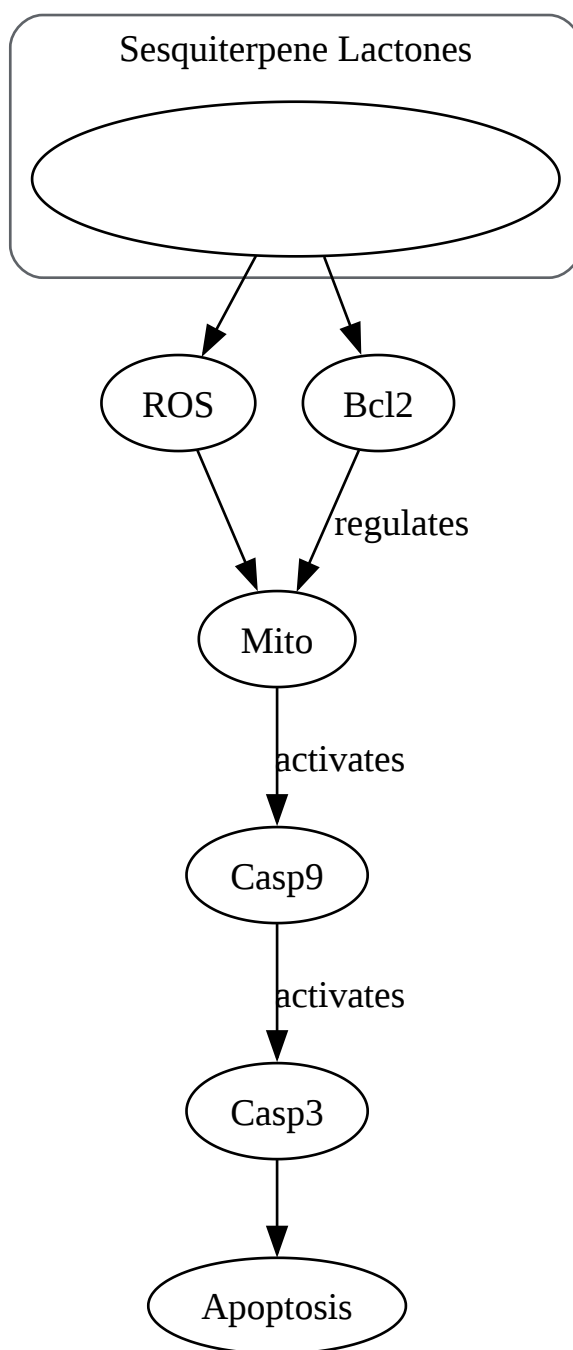 Sesquiterpene Lactones
ROS
Bcl2
regulates
Mito
activates
Casp9
activates
Casp3
Apoptosis